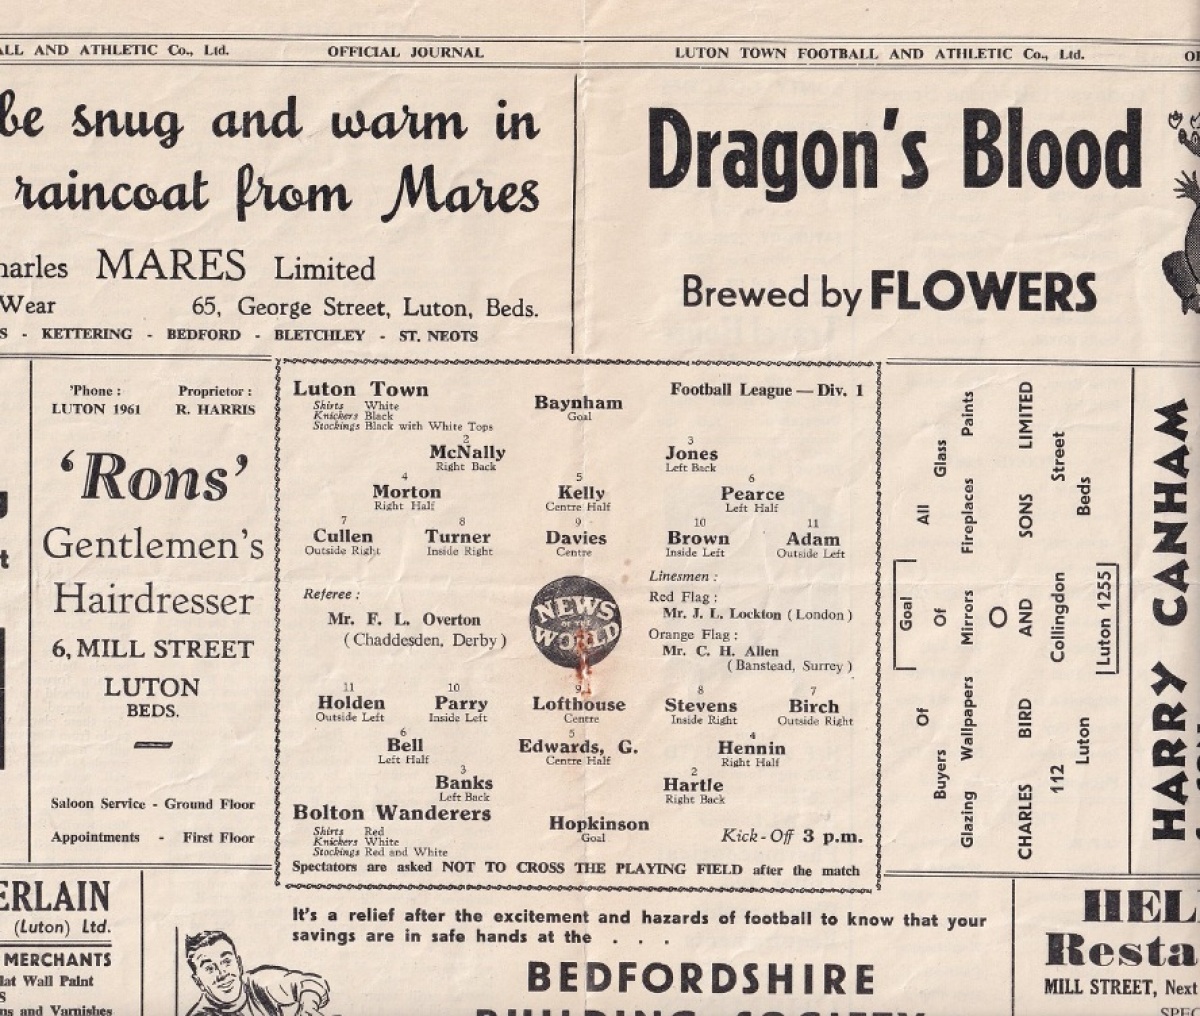 ALL AND ATHLETIC Co., Ltd. OFFICIAL JOURNAL
LUTON TOWN FOOTBALL AND ATHLETIC Co., Ltd.
be snug and warm in
raincoat from Mares
harles MARES Limited
Wear 65, George Street, Luton, Beds.
S - KETTERING - BEDFORD - BLETCHLEY - ST. NEOTS
Dragon's Blood
Brewed by FLOWERS
'Phone : Proprietor :
LUTON 1961 R. HARRIS
'Rons'
Gentlemen's
Hairdresser
6, MILL STREET
LUTON
BEDS.
Saloon Service - Ground Floor
Appointments - First Floor
Luton Town Football League — Div. 1
Shirts White
Knickers Black
Stockings Black with White Tops
Baynham
Goal
2 3
McNally Jones
Right Back Left Back
4 5 6
Morton Kelly Pearce
Right Half Centre Half Left Half
7 8 9 10 11
Cullen Turner Davies Brown Adam
Outside Right Inside Right Centre Inside Left Outside Left
Referee :
Mr. F. L. Overton
(Chaddesden, Derby)
NEWS
OF THE
WORLD
Linesmen :
Red Flag :
Mr. J. L. Lockton (London)
Orange Flag :
Mr. C. H. Allen
(Banstead, Surrey)
11 10 9 8 7
Holden Parry Lofthouse Stevens Birch
Outside Left Inside Left Centre Inside Right Outside Right
6 5 4
Bell Edwards, G. Hennin
Left Half Centre Half Right Half
3 2
Banks Hartle
Left Back Right Back
Bolton Wanderers
Shirts Red
Knickers White
Stockings Red and White
Hopkinson
Goal
Kick-Off 3 p.m.
Spectators are asked NOT TO CROSS THE PLAYING FIELD after the match
Goal
Buyers Of Of All Glass
Glazing Wallpapers Mirrors Fireplaces Paints
O
CHARLES BIRD AND SONS LIMITED
112 Collingdon Street
Luton Beds
Luton 1255
HARRY CANHAM
ERLAIN
(Luton) Ltd.
MERCHANTS
lat Wall Paint
S
ns and Varnishes
It's a relief after the excitement and hazards of football to know that your
savings are in safe hands at the . . .
BEDFORDSHIRE
BUILDING SOCIETY
HEL
Resta
MILL STREET, Next
SPEC